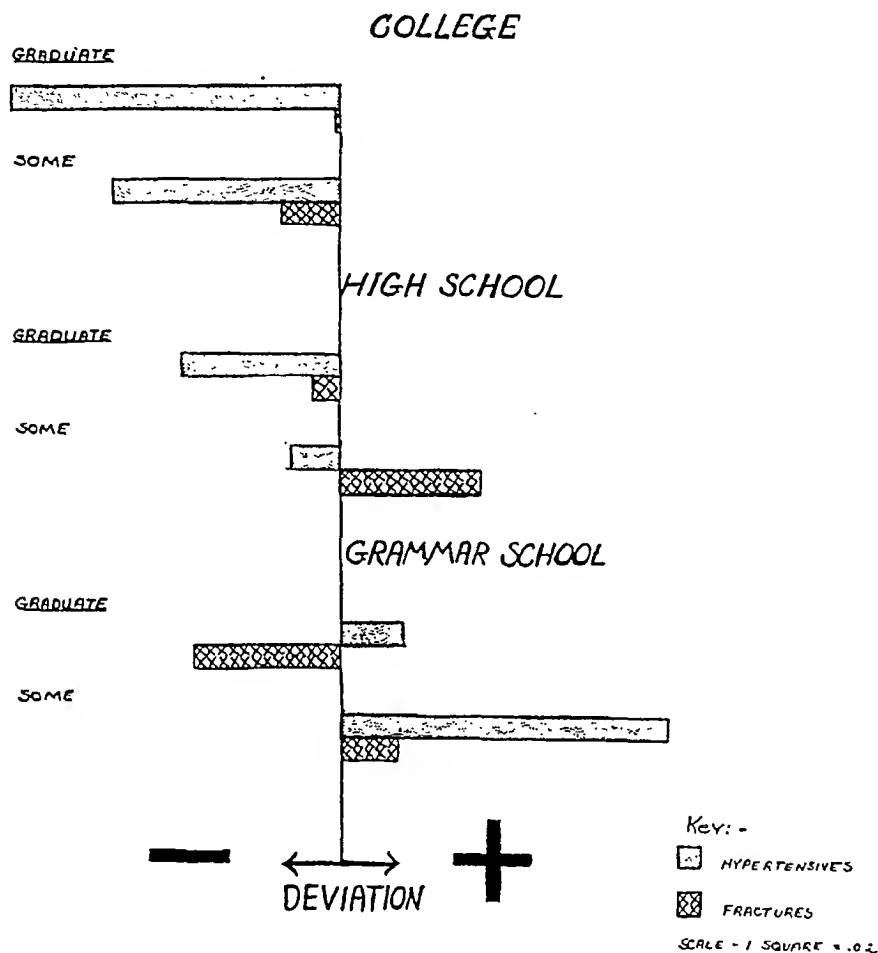 COLLEGE
GRADUATE
SOME
HIGH SCHOOL
GRADUATE
SOME
GRAMMAR SCHOOL
GRADUATE
SOME
− +
DEVIATION
KEY: -
HYPERTENSIVES
FRACTURES
SCALE - 1 SQUARE = .02